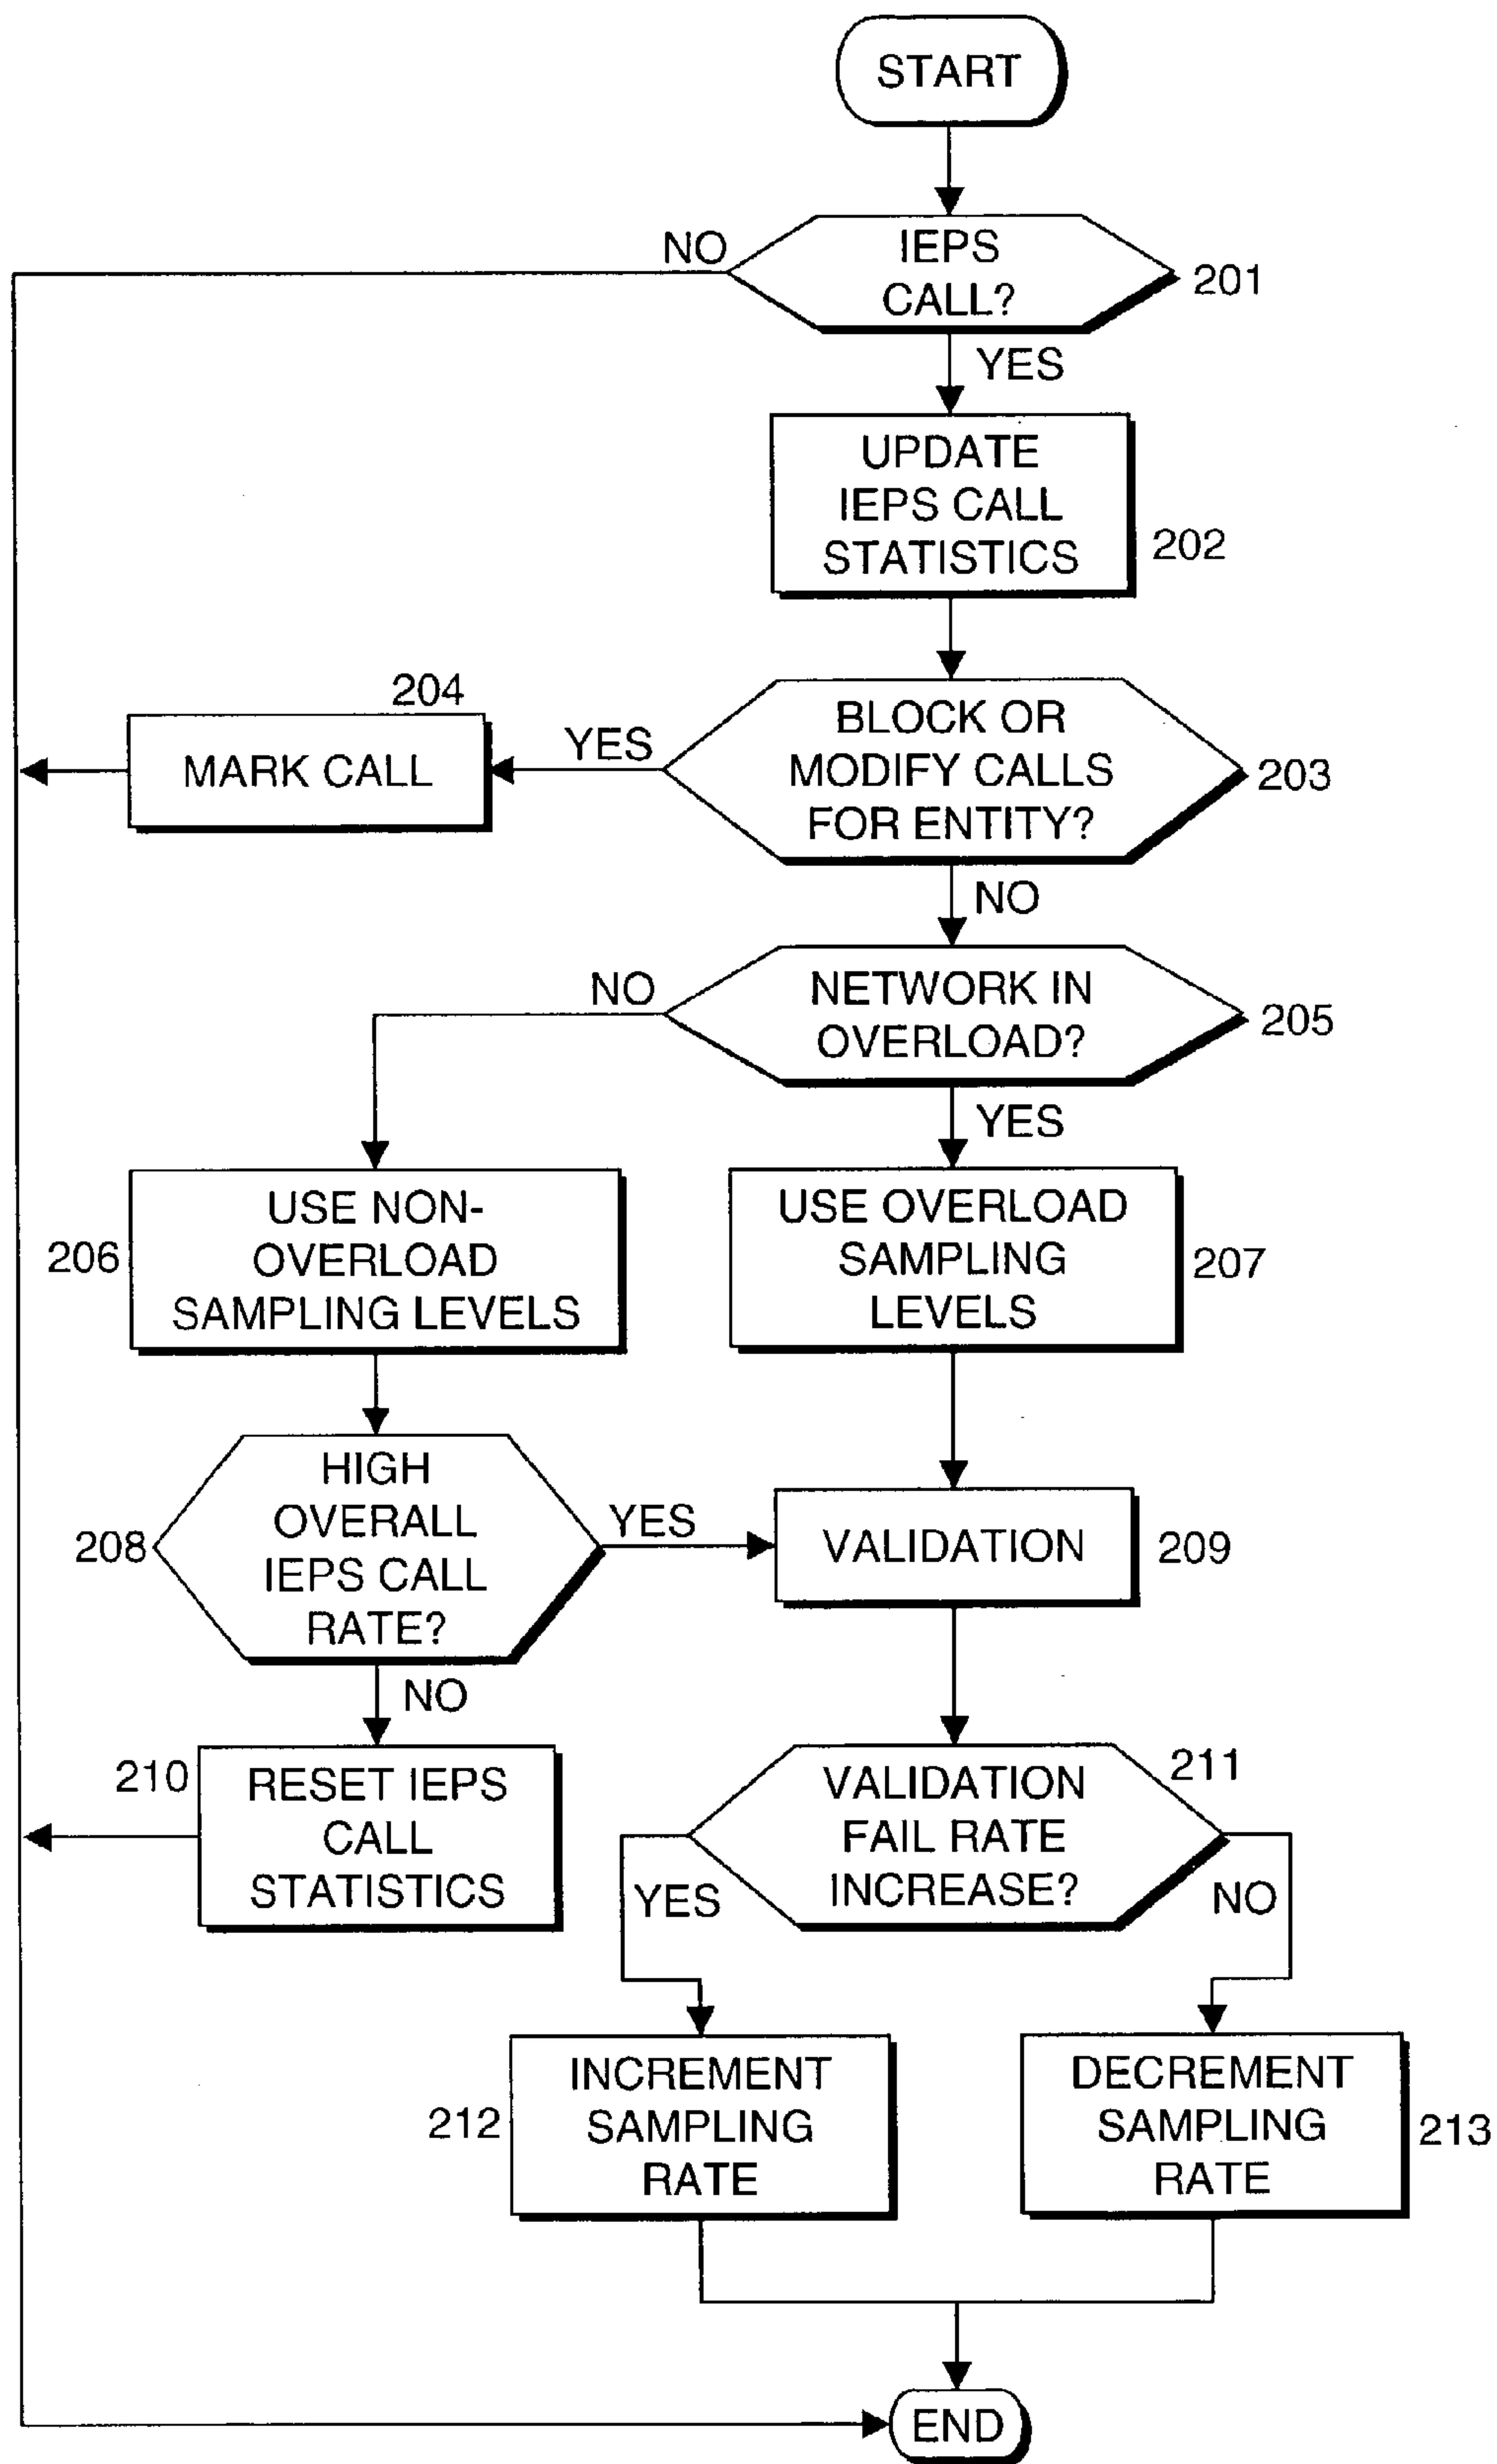 START
NO
IEPS
CALL?
201
YES
UPDATE
IEPS CALL
STATISTICS
202
204
MARK CALL
YES
BLOCK OR
MODIFY CALLS
FOR ENTITY?
203
NO
NO
NETWORK IN
OVERLOAD?
205
YES
206
USE NON-
OVERLOAD
SAMPLING LEVELS
USE OVERLOAD
SAMPLING
LEVELS
207
208
HIGH
OVERALL
IEPS CALL
RATE?
YES
VALIDATION
209
NO
210
RESET IEPS
CALL
STATISTICS
VALIDATION
FAIL RATE
INCREASE?
211
YES
NO
212
INCREMENT
SAMPLING
RATE
DECREMENT
SAMPLING
RATE
213
END